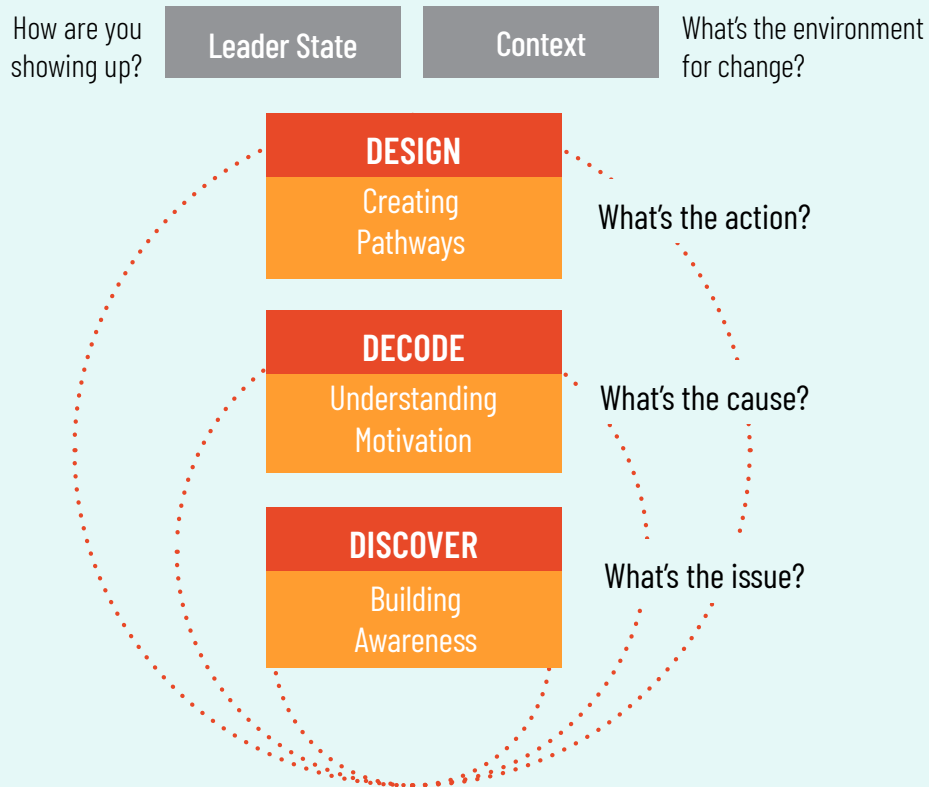 How are you
showing up?
Leader State
Context
What's the environment
for change?
DESIGN
Creating
Pathways
What's the action?
DECODE
Understanding
Motivation
What's the cause?
DISCOVER
Building
Awareness
What's the issue?